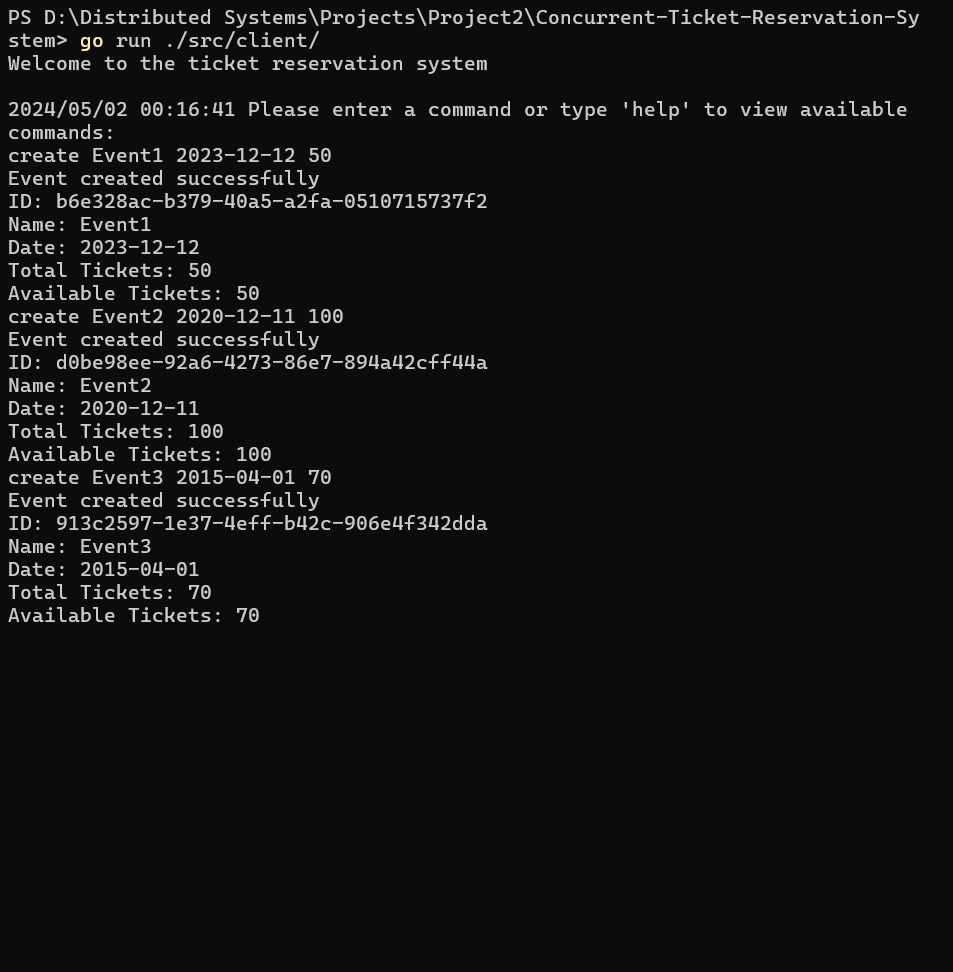 PS D:\Distributed Systems\Projects\Project2\Concurrent-Ticket-Reservation-Sy
stem> go run ./src/client/
Welcome to the ticket reservation system
2024/05/02 00:16:41 Please enter a command or type 'help' to view available
commands:
create Event1 2023-12-12 50
Event created successfully
ID: b6e328ac-b379-40a5-a2fa-0510715737f2
Name: Event1
Date: 2023-12-12
Total Tickets: 50
Available Tickets: 50
create Event2 2020-12-11 100
Event created successfully
ID: d0be98ee-92a6-4273-86e7-894a42cff44a
Name: Event2
Date: 2020-12-11
Total Tickets: 100
Available Tickets: 100
create Event3 2015-04-01 70
Event created successfully
ID: 913c2597-1e37-4eff-b42c-906e4f342dda
Name: Event3
Date: 2015-04-01
Total Tickets: 70
Available Tickets: 70